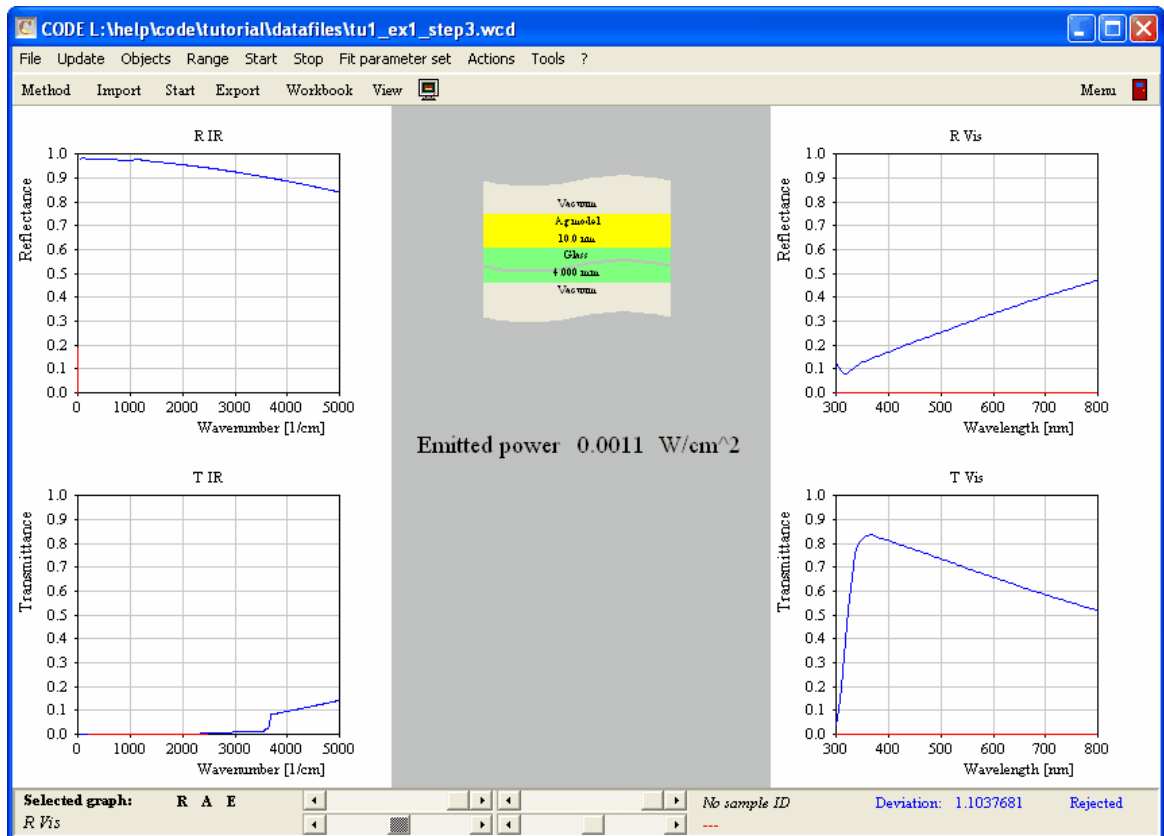 CODE L:\help\code\tutorial\datafiles\tu1_ex1_step3.wcd
File Update Objects Range Start Stop Fit parameter set Actions Tools ?
Method Import Start Export Workbook View Menu
R IR
1.0
0.9
0.8
0.7
0.6
0.5
0.4
0.3
0.2
0.1
0.0
Reflectance
0 1000 2000 3000 4000 5000
Wavenumber [1/cm]
Vacuum
Ag model
10.0 nm
Glass
4.000 mm
Vacuum
R Vis
1.0
0.9
0.8
0.7
0.6
0.5
0.4
0.3
0.2
0.1
0.0
Reflectance
300 400 500 600 700 800
Wavelength [nm]
Emitted power 0.0011 W/cm^2
T IR
1.0
0.9
0.8
0.7
0.6
0.5
0.4
0.3
0.2
0.1
0.0
Transmittance
0 1000 2000 3000 4000 5000
Wavenumber [1/cm]
T Vis
1.0
0.9
0.8
0.7
0.6
0.5
0.4
0.3
0.2
0.1
0.0
Transmittance
300 400 500 600 700 800
Wavelength [nm]
Selected graph: R A E No sample ID Deviation: 1.1037681 Rejected
R Vis ---